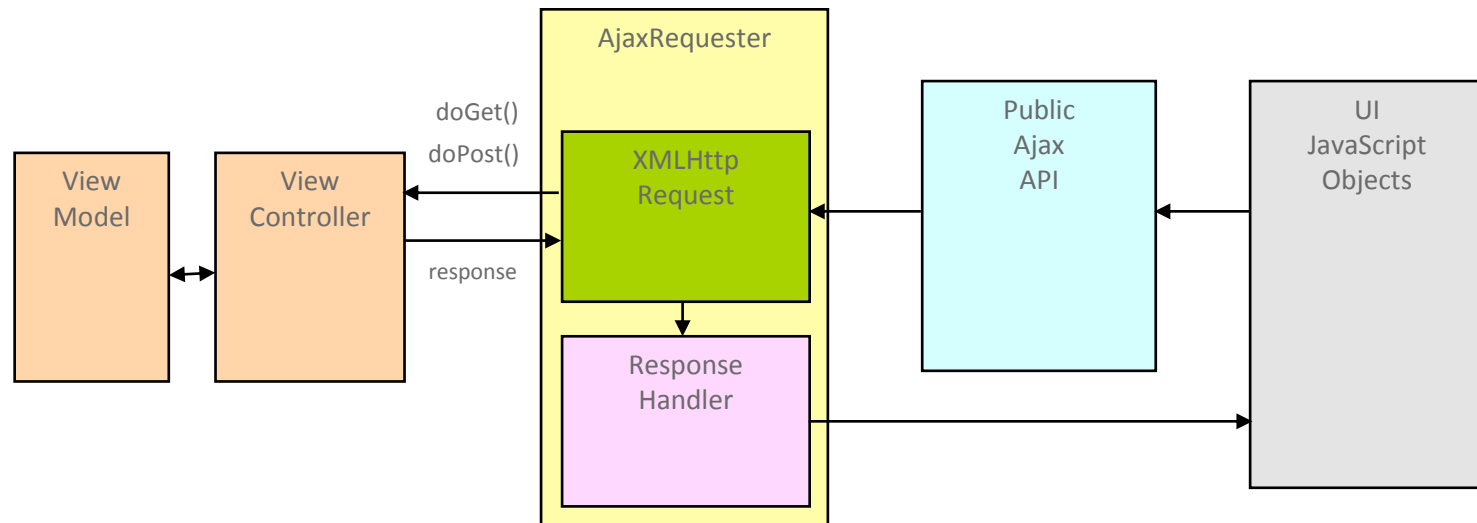 AjaxRequester
doGet()
doPost()
View
Model
View
Controller
response
XMLHttp
Request
Response
Handler
Public
Ajax
API
UI
JavaScript
Objects